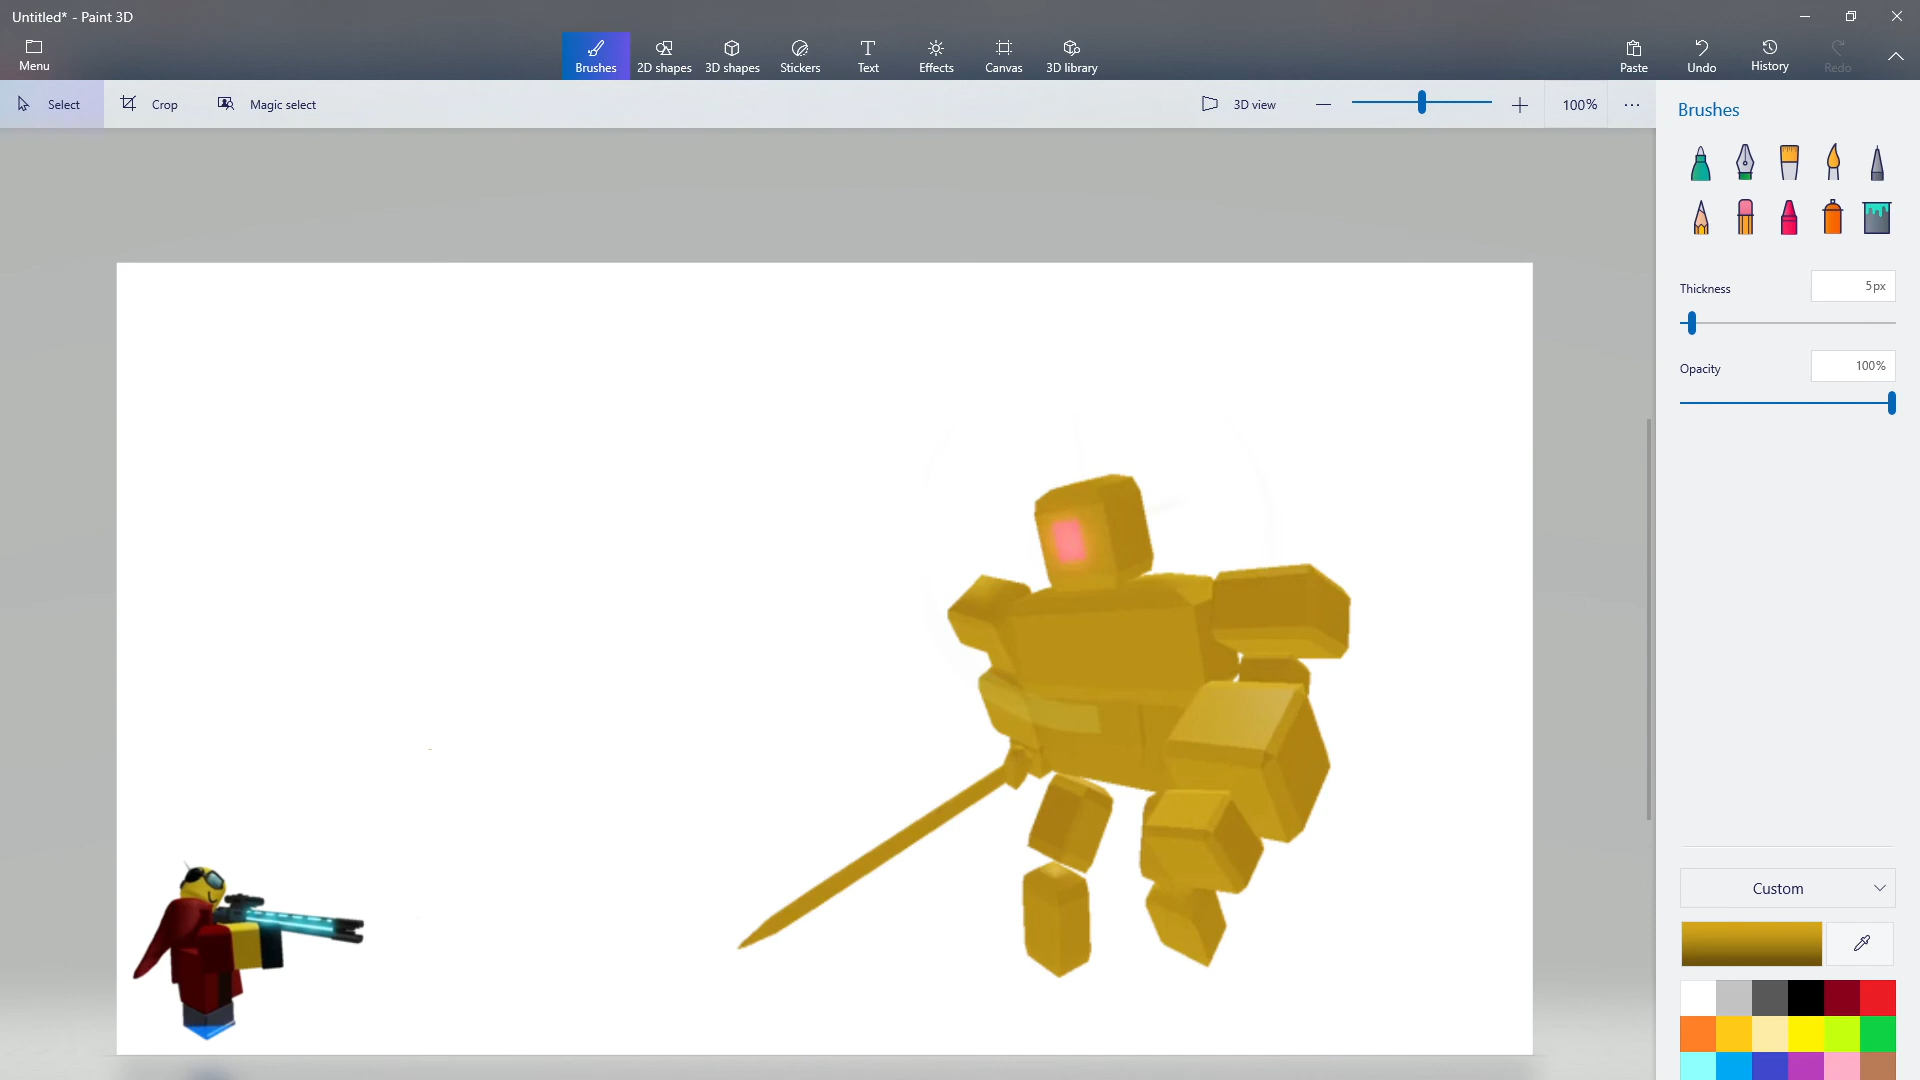 Untitled* - Paint 3D
Menu
Brushes
2D shapes
3D shapes
Stickers
Text
Effects
Canvas
3D library
Paste
Undo
History
Redo
Select
Crop
Magic select
3D view
100%
Brushes
Thickness
5px
Opacity
100%
Custom